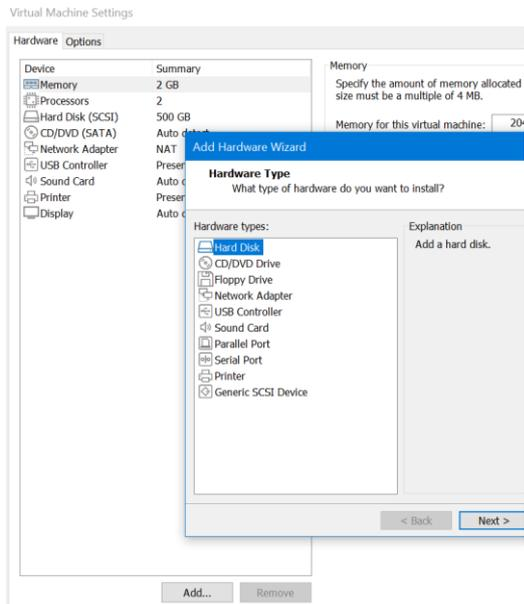 Virtual Machine Settings
Hardware Options
Device Summary
Memory 2 GB
Processors 2
Hard Disk (SCSI) 500 GB
CD/DVD (SATA) Auto detect
Network Adapter NAT
USB Controller Presen
Sound Card Auto d
Printer Presen
Display Auto d
Memory
Specify the amount of memory allocated
size must be a multiple of 4 MB.
Memory for this virtual machine: 204
Add Hardware Wizard
Hardware Type
What type of hardware do you want to install?
Hardware types:
Hard Disk
CD/DVD Drive
Floppy Drive
Network Adapter
USB Controller
Sound Card
Parallel Port
Serial Port
Printer
Generic SCSI Device
Explanation
Add a hard disk.
< Back Next >
Add... Remove